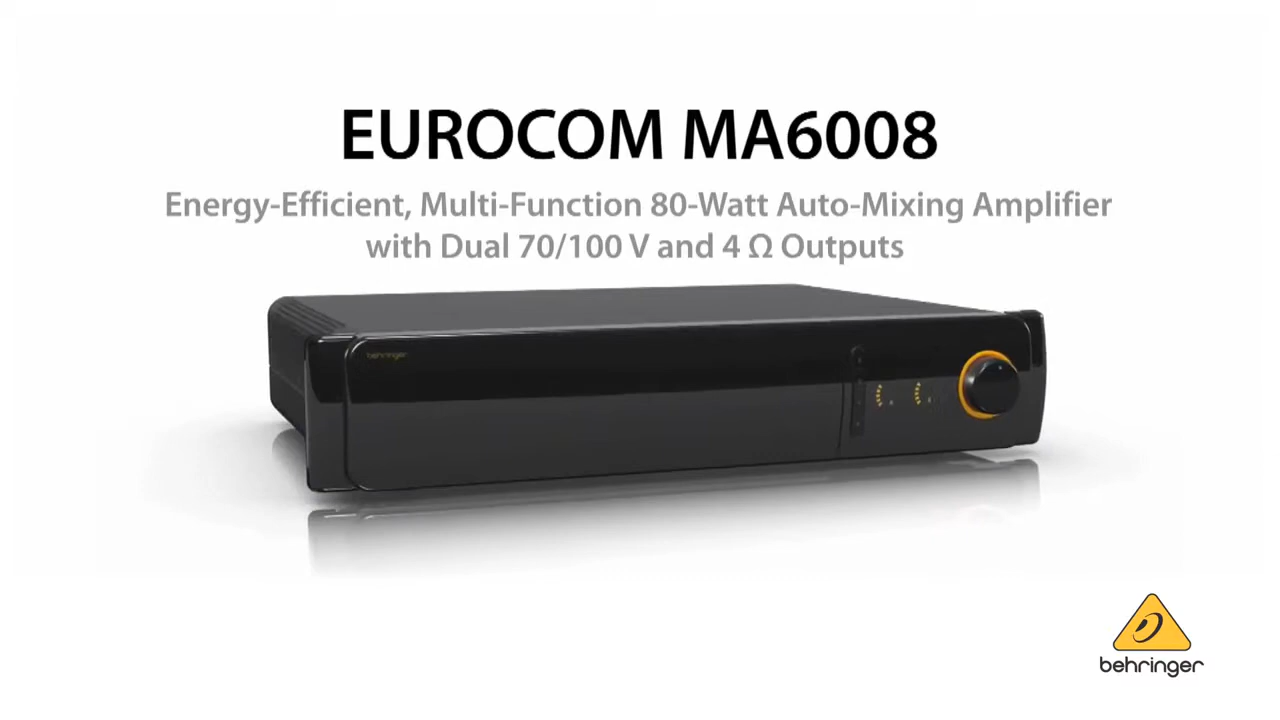 EUROCOM MA6008
Energy-Efficient, Multi-Function 80-Watt Auto-Mixing Amplifier
with Dual 70/100 V and 4 Ω Outputs
behringer
behringer